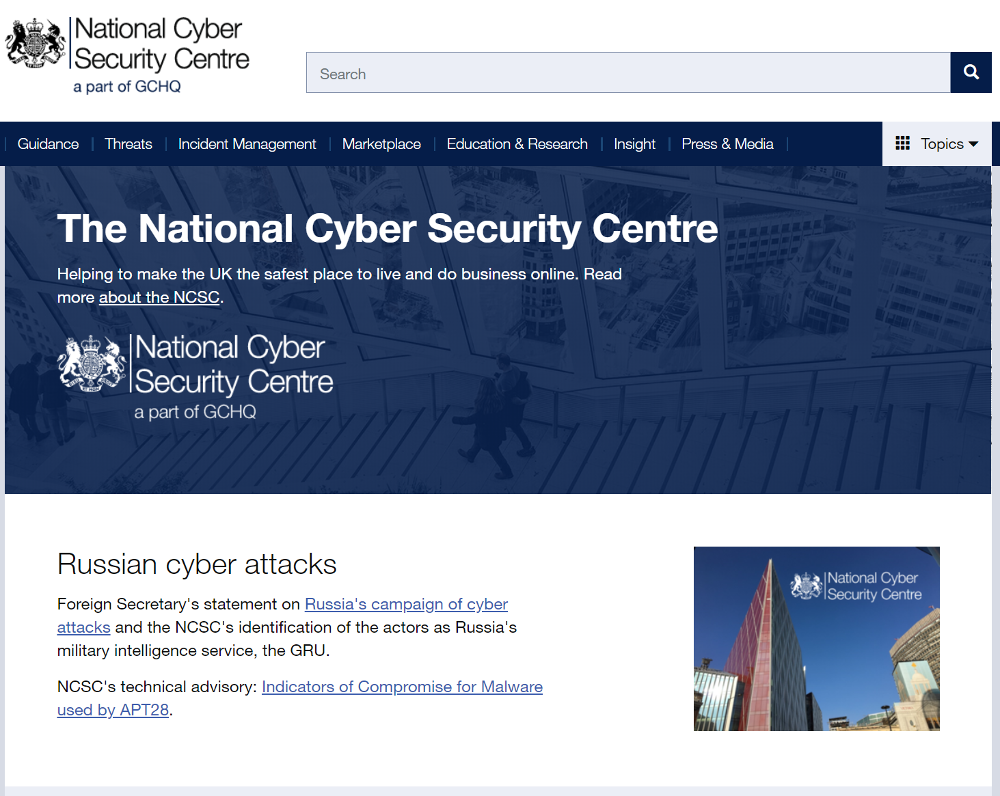 National Cyber
Security Centre
a part of GCHQ
Search
Guidance
Threats
Incident Management
Marketplace
Education & Research
Insight
Press & Media
Topics
The National Cyber Security Centre
Helping to make the UK the safest place to live and do business online. Read
more about the NCSC.
National Cyber
Security Centre
a part of GCHQ
Russian cyber attacks
Foreign Secretary's statement on Russia's campaign of cyber
attacks and the NCSC's identification of the actors as Russia's
military intelligence service, the GRU.
NCSC's technical advisory: Indicators of Compromise for Malware
used by APT28.
National Cyber
Security Centre